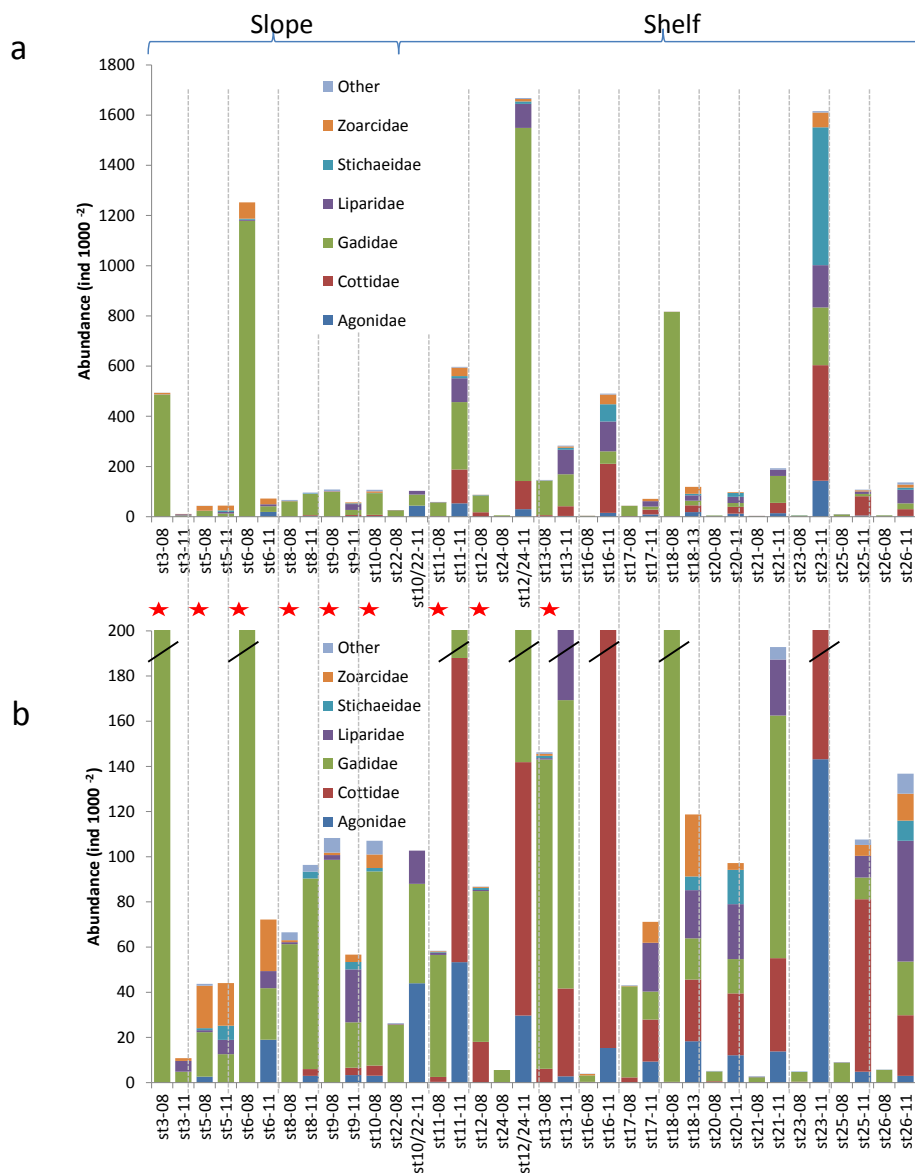 Slope Shelf
a
Abundance (ind 1000 -2)
1800
1600
1400
1200
1000
800
600
400
200
0
Other
Zoarcidae
Stichaeidae
Liparidae
Gadidae
Cottidae
Agonidae
st3-08 st3-11 st5-08 st5-11 st6-08 st6-11 st8-08 st8-11 st9-08 st9-11 st10-08 st22-08 st10/22-11 st11-08 st11-11 st12-08 st24-08 st12/24-11 st13-08 st13-11 st16-08 st16-11 st17-08 st17-11 st18-08 st18-13 st20-08 st20-11 st21-08 st21-11 st23-08 st23-11 st25-08 st25-11 st26-08 st26-11
b
Abundance (ind 1000 -2)
200
180
160
140
120
100
80
60
40
20
0
Other
Zoarcidae
Stichaeidae
Liparidae
Gadidae
Cottidae
Agonidae
st3-08 st3-11 st5-08 st5-11 st6-08 st6-11 st8-08 st8-11 st9-08 st9-11 st10-08 st22-08 st10/22-11 st11-08 st11-11 st12-08 st24-08 st12/24-11 st13-08 st13-11 st16-08 st16-11 st17-08 st17-11 st18-08 st18-13 st20-08 st20-11 st21-08 st21-11 st23-08 st23-11 st25-08 st25-11 st26-08 st26-11